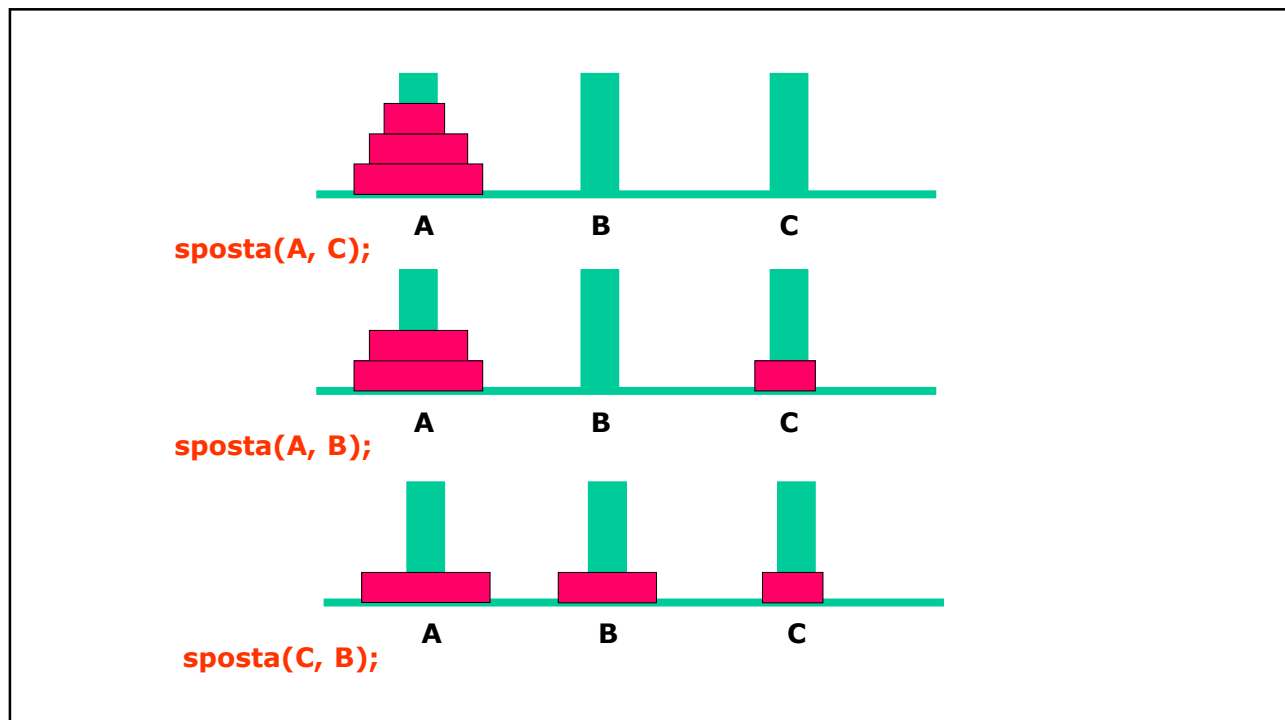 A B C
sposta(A, C);
A B C
sposta(A, B);
A B C
sposta(C, B);